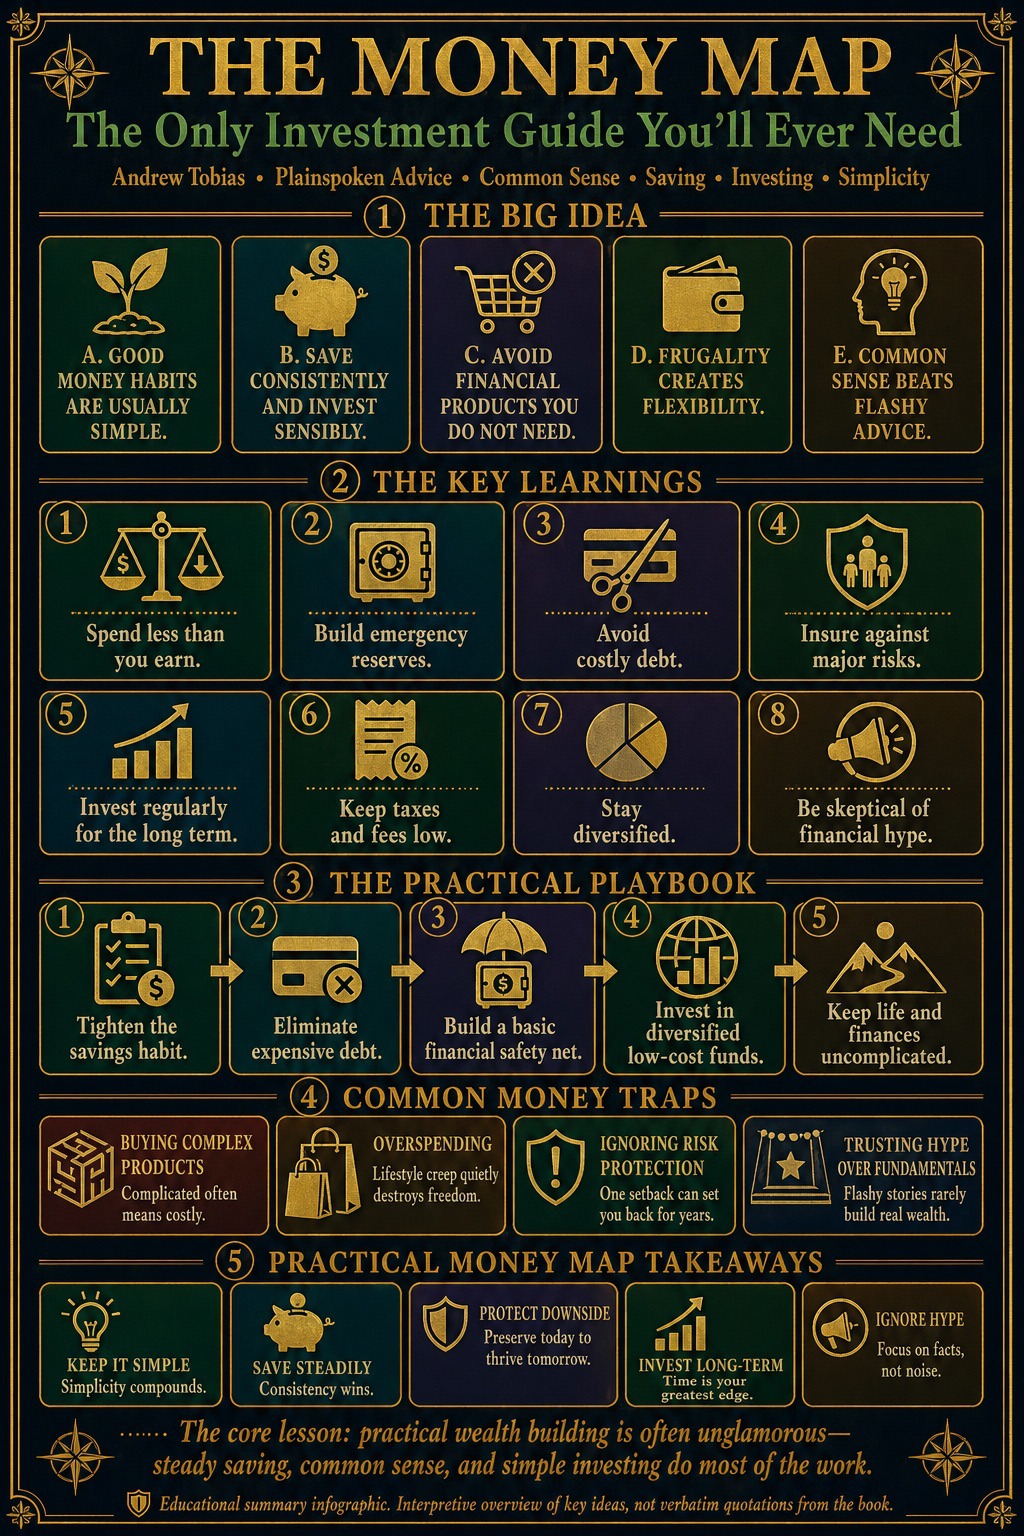 THE MONEY MAP
The Only Investment Guide You'll Ever Need
Andrew Tobias • Plainspoken Advice • Common Sense • Saving • Investing • Simplicity
1 THE BIG IDEA
A. GOOD
MONEY HABITS
ARE USUALLY
SIMPLE.
$
B. SAVE
CONSISTENTLY
AND INVEST
SENSIBLY.
C. AVOID
FINANCIAL
PRODUCTS YOU
DO NOT NEED.
D. FRUGALITY
CREATES
FLEXIBILITY.
E. COMMON
SENSE BEATS
FLASHY
ADVICE.
2 THE KEY LEARNINGS
1
$
Spend less than
you earn.
2
Build emergency
reserves.
3
Avoid
costly debt.
4
Insure against
major risks.
5
Invest regularly
for the long term.
6
%
Keep taxes
and fees low.
7
Stay
diversified.
8
Be skeptical of
financial hype.
3 THE PRACTICAL PLAYBOOK
1
$
Tighten the
savings habit.
2
Eliminate
expensive debt.
3
$
Build a basic
financial safety net.
4
Invest in
diversified
low-cost funds.
5
Keep life and
finances
uncomplicated.
4 COMMON MONEY TRAPS
BUYING COMPLEX
PRODUCTS
Complicated often
means costly.
OVERSPENDING
Lifestyle creep quietly
destroys freedom.
!
IGNORING RISK
PROTECTION
One setback can set
you back for years.
TRUSTING HYPE
OVER FUNDAMENTALS
Flashy stories rarely
build real wealth.
5 PRACTICAL MONEY MAP TAKEAWAYS
KEEP IT SIMPLE
Simplicity compounds.
SAVE STEADILY
Consistency wins.
PROTECT DOWNSIDE
Preserve today to
thrive tomorrow.
INVEST LONG-TERM
Time is your
greatest edge.
IGNORE HYPE
Focus on facts,
not noise.
...... The core lesson: practical wealth building is often unglamorous—
steady saving, common sense, and simple investing do most of the work.
Educational summary infographic. Interpretive overview of key ideas, not verbatim quotations from the book.